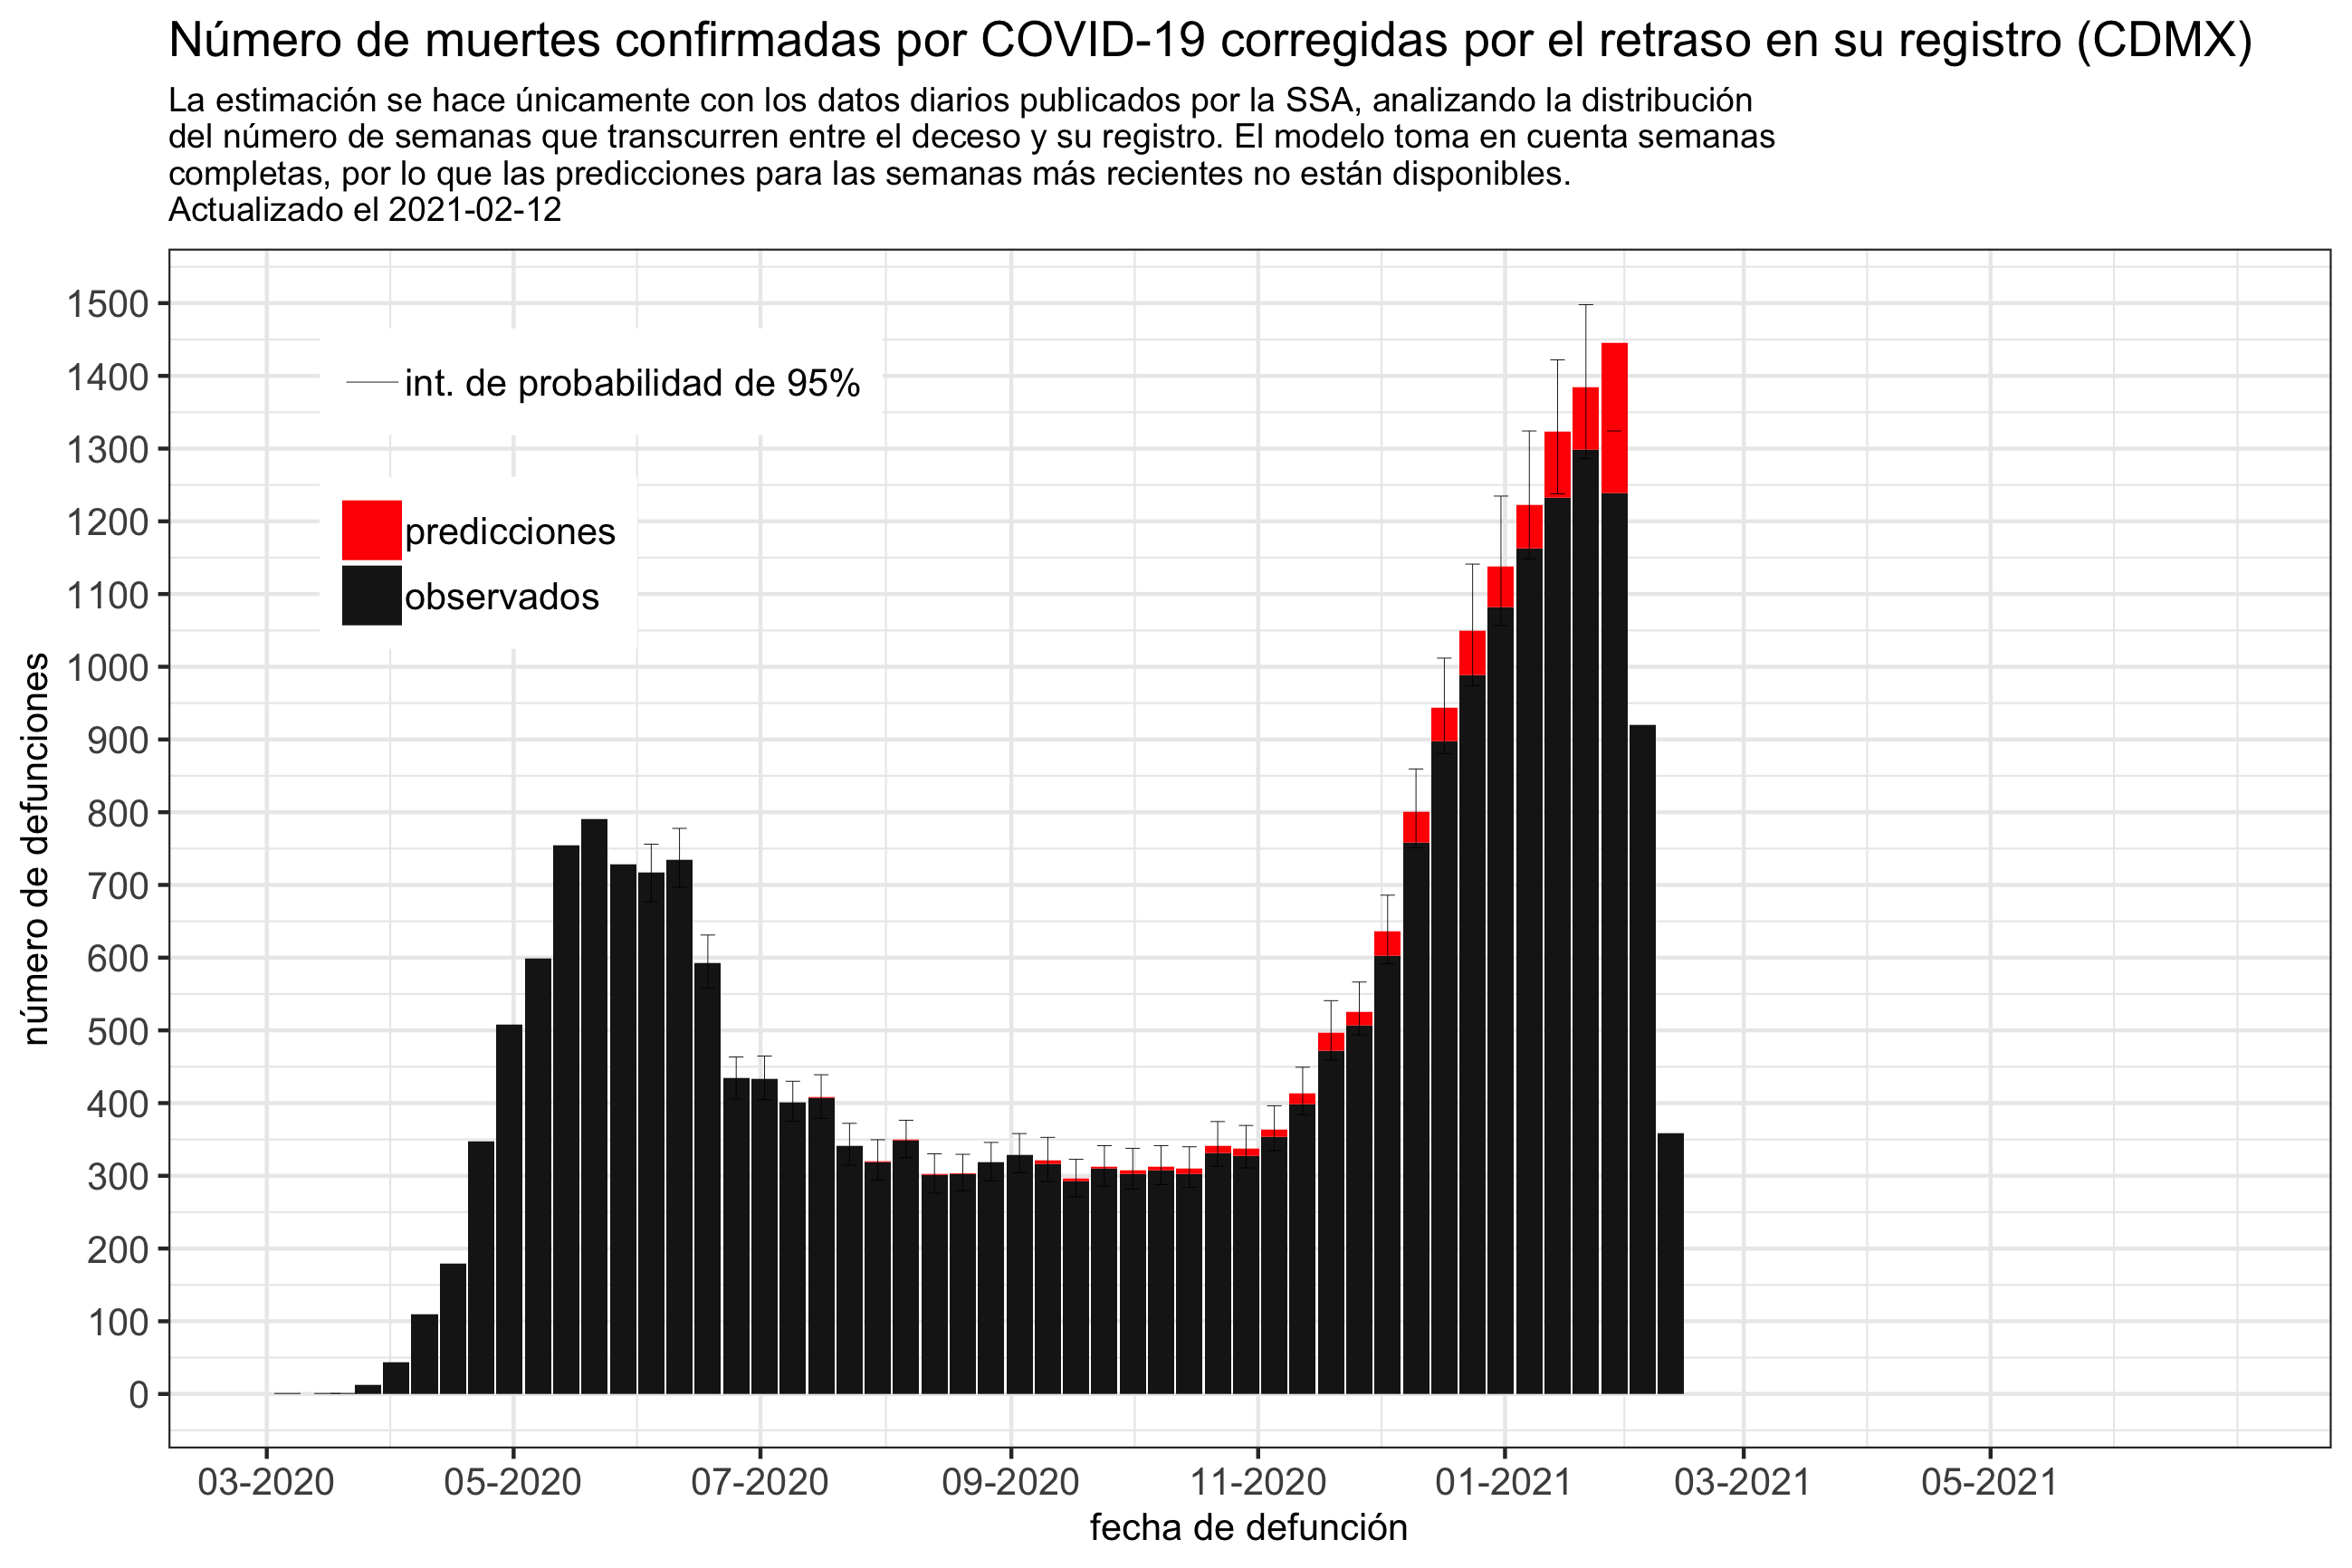 Número de muertes confirmadas por COVID-19 corregidas por el retraso en su registro (CDMX)
La estimación se hace únicamente con los datos diarios publicados por la SSA, analizando la distribución
del número de semanas que transcurren entre el deceso y su registro. El modelo toma en cuenta semanas
completas, por lo que las predicciones para las semanas más recientes no están disponibles.
Actualizado el 2021-02-12
número de defunciones
1500
1400
1300
1200
1100
1000
900
800
700
600
500
400
300
200
100
0
int. de probabilidad de 95%
predicciones
observados
03-2020
05-2020
07-2020
09-2020
11-2020
01-2021
03-2021
05-2021
fecha de defunción